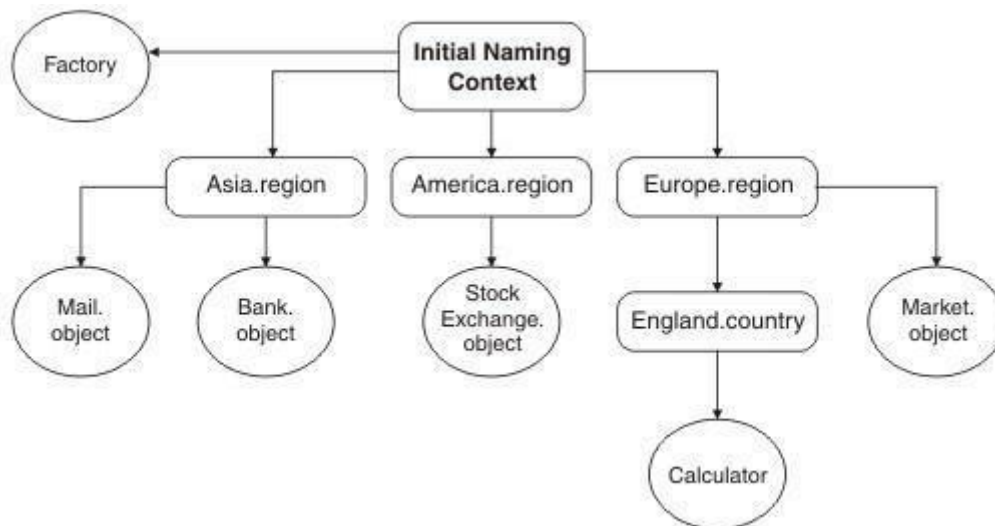 Initial Naming
Context
Factory
Asia.region
America.region
Europe.region
Mail.
object
Bank.
object
Stock
Exchange.
object
England.country
Market.
object
Calculator